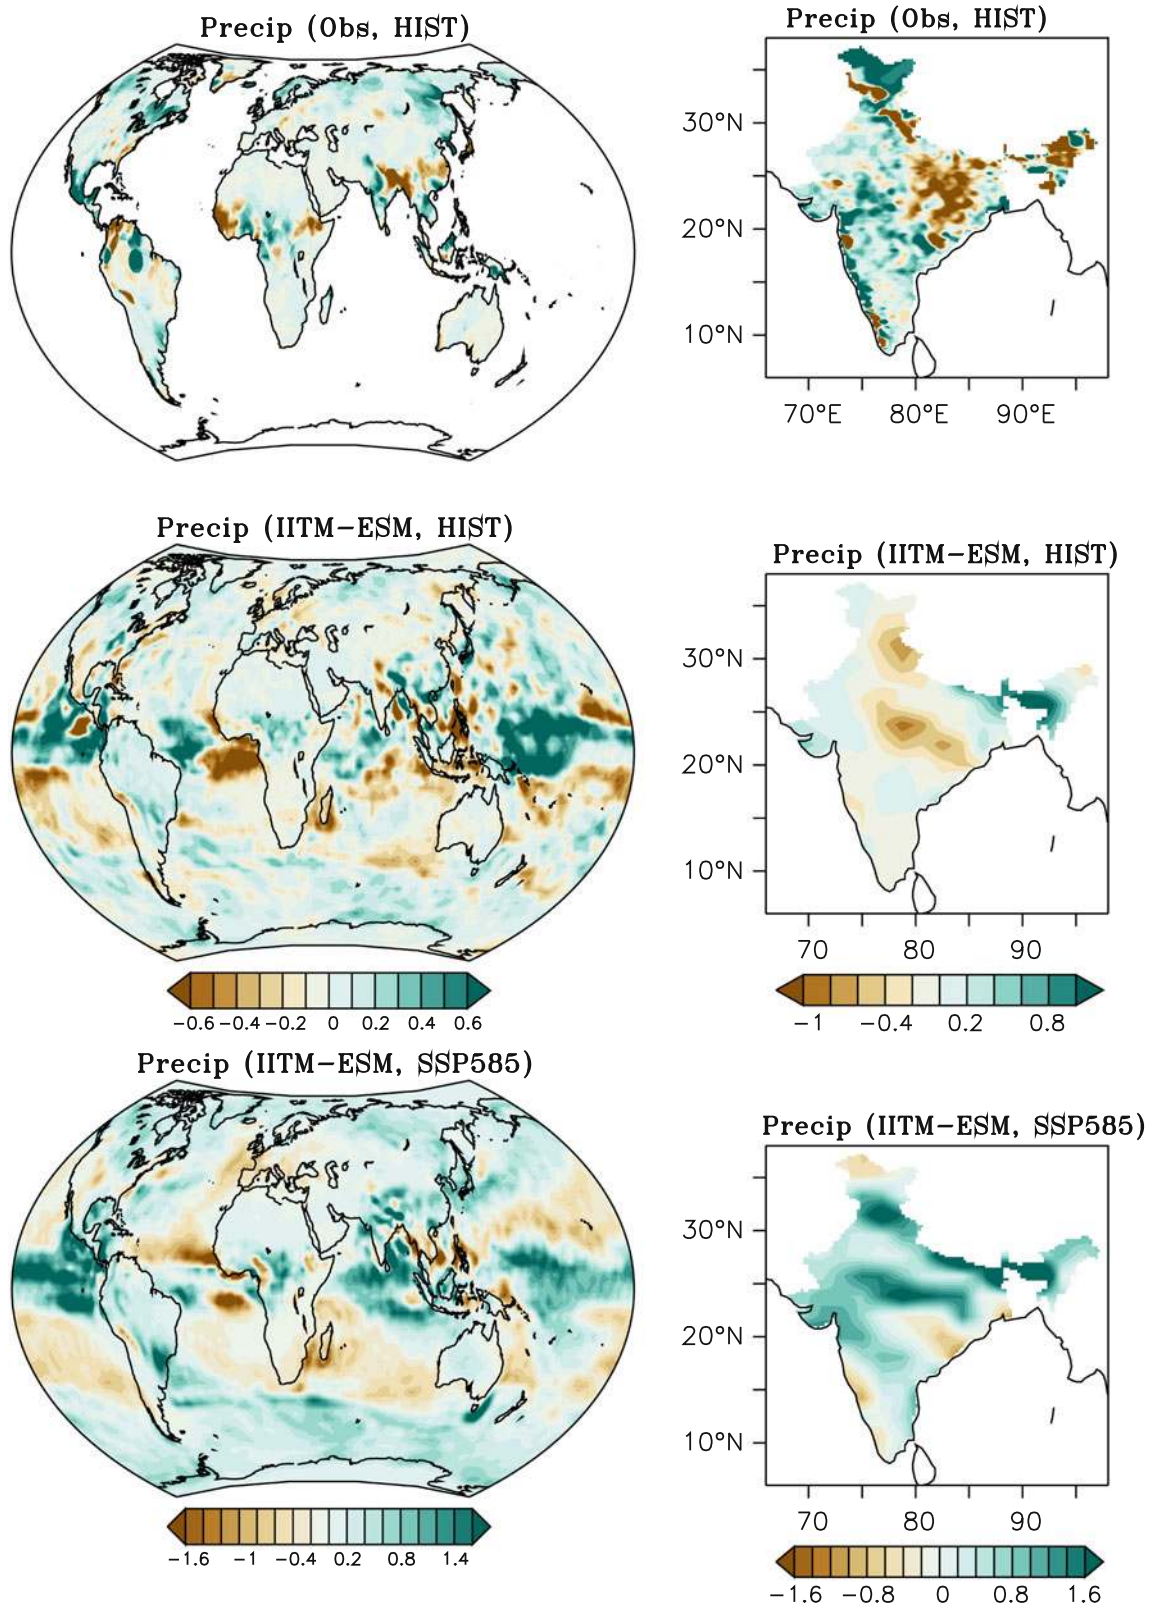 Precip (Obs, HIST)
Precip (Obs, HIST)
30°N
20°N
10°N
70°E 80°E 90°E
Precip (IITM-ESM, HIST)
Precip (IITM-ESM, HIST)
30°N
20°N
10°N
70 80 90
-0.6 -0.4 -0.2 0 0.2 0.4 0.6
-1 -0.4 0.2 0.8
Precip (IITM-ESM, SSP585)
Precip (IITM-ESM, SSP585)
30°N
20°N
10°N
70 80 90
-1.6 -1 -0.4 0.2 0.8 1.4
-1.6 -0.8 0 0.8 1.6